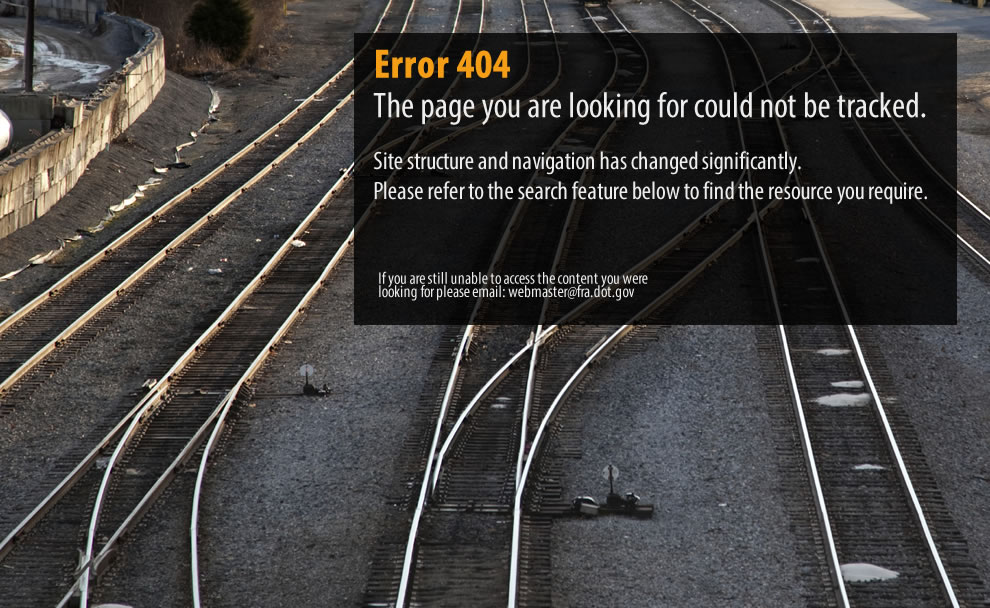 Error 404
The page you are looking for could not be tracked.
Site structure and navigation has changed significantly.
Please refer to the search feature below to find the resource you require.
If you are still unable to access the content you were
looking for please email: webmaster@fra.dot.gov